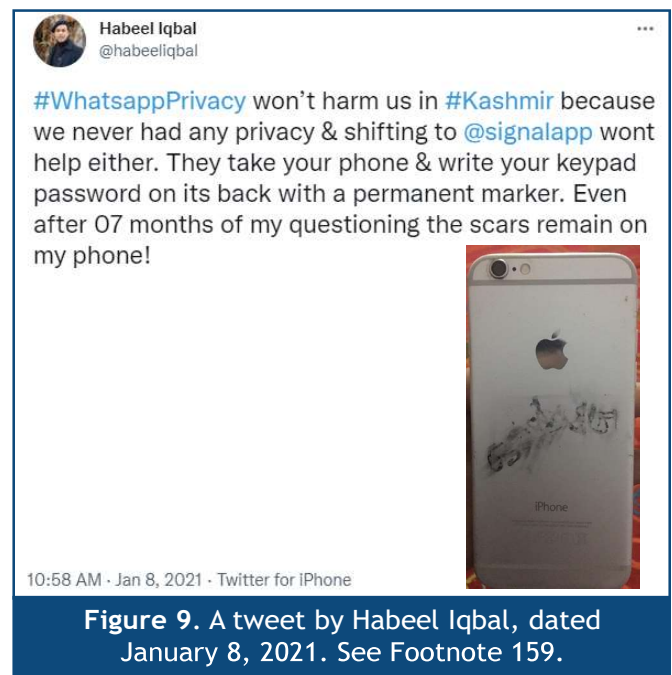 Habeel Iqbal
@habeeliqbal
#WhatsappPrivacy won't harm us in #Kashmir because
we never had any privacy & shifting to @signalapp wont
help either. They take your phone & write your keypad
password on its back with a permanent marker. Even
after 07 months of my questioning the scars remain on
my phone!
iPhone
10:58 AM · Jan 8, 2021 · Twitter for iPhone
Figure 9. A tweet by Habeel Iqbal, dated
January 8, 2021. See Footnote 159.